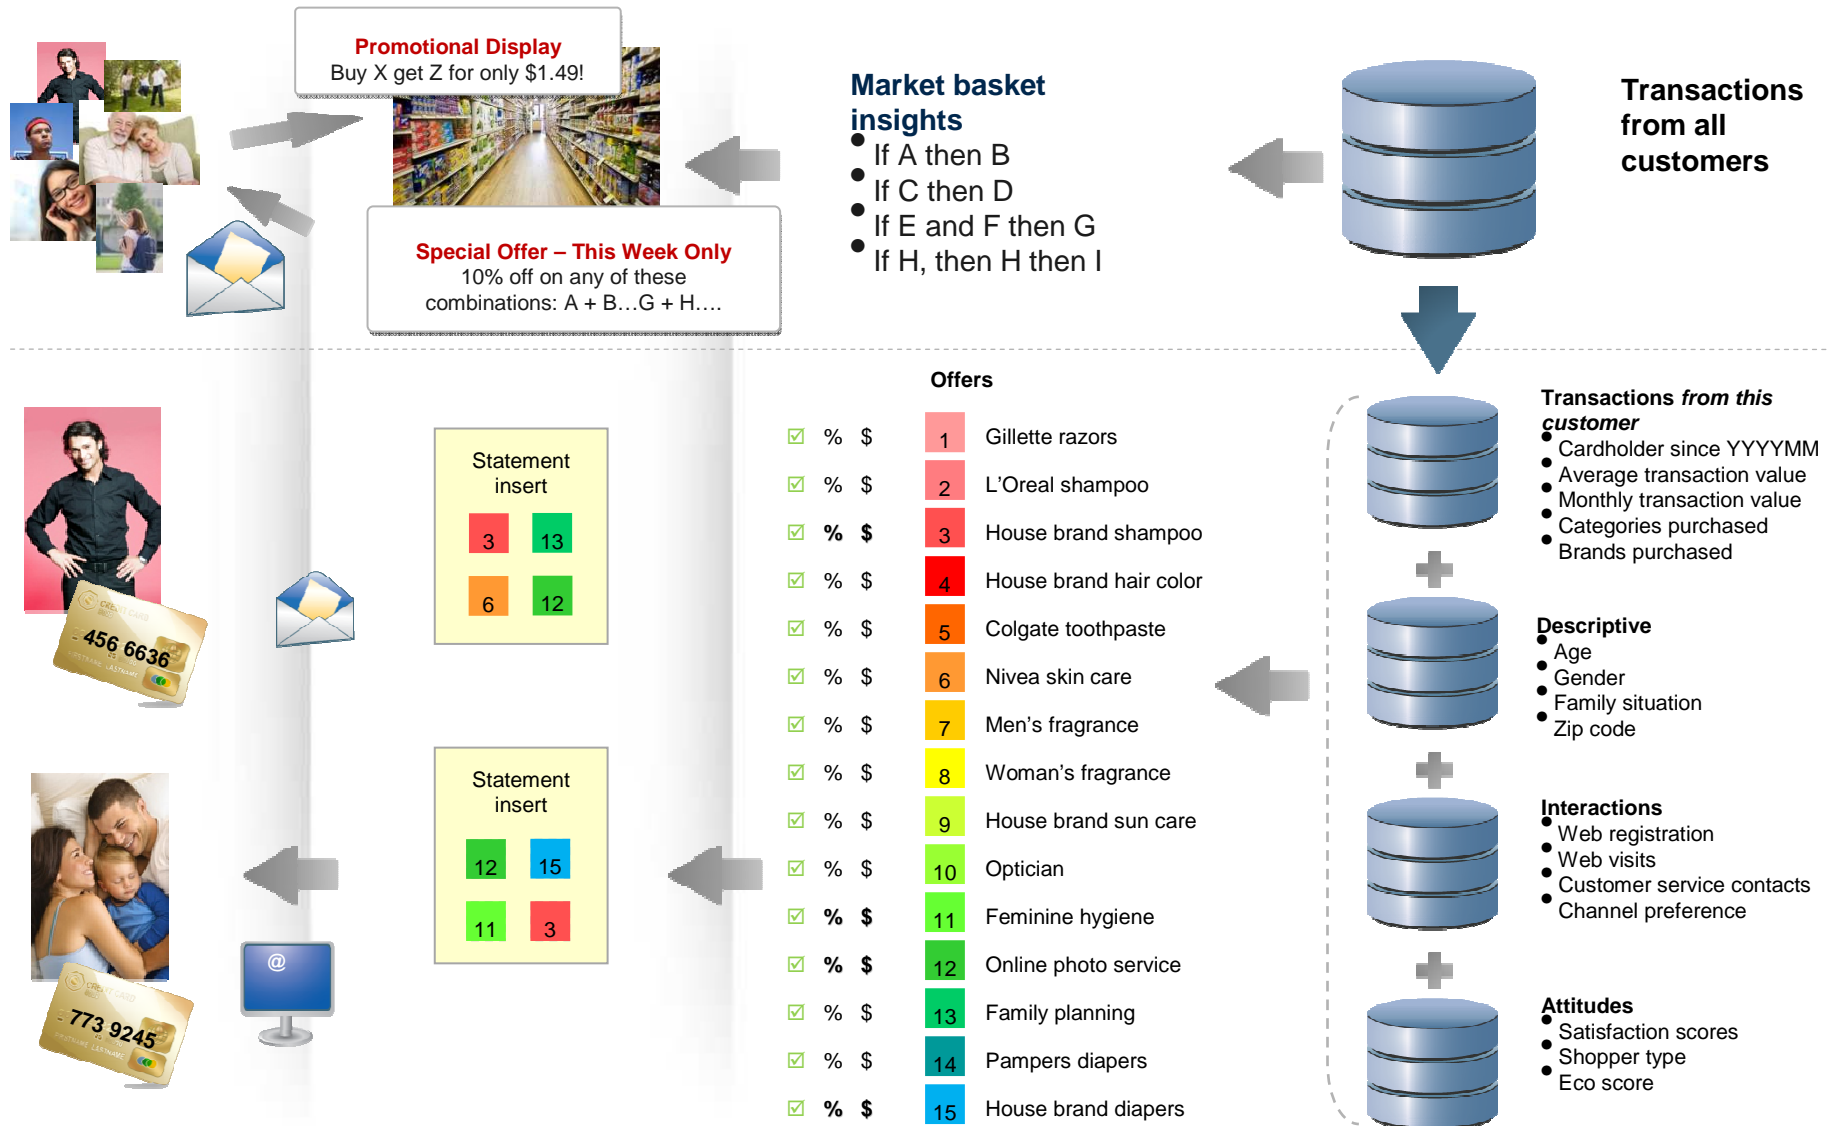 Promotional Display
Buy X get Z for only $1.49!
Special Offer – This Week Only
10% off on any of these
combinations: A + B…G + H….
Market basket
insights
• If A then B
• If C then D
• If E and F then G
• If H, then H then I
Transactions
from all
customers
Offers
% $ 1 Gillette razors
% $ 2 L'Oreal shampoo
% $ 3 House brand shampoo
% $ 4 House brand hair color
% $ 5 Colgate toothpaste
% $ 6 Nivea skin care
% $ 7 Men's fragrance
% $ 8 Woman's fragrance
% $ 9 House brand sun care
% $ 10 Optician
% $ 11 Feminine hygiene
% $ 12 Online photo service
% $ 13 Family planning
% $ 14 Pampers diapers
% $ 15 House brand diapers
Statement
insert
3 13
6 12
CREDIT CARD
456 6636
Statement
insert
12 15
11 3
@
CREDIT CARD
773 9245
Transactions from this
customer
• Cardholder since YYYYMM
• Average transaction value
• Monthly transaction value
• Categories purchased
• Brands purchased
Descriptive
• Age
• Gender
• Family situation
• Zip code
Interactions
• Web registration
• Web visits
• Customer service contacts
• Channel preference
Attitudes
• Satisfaction scores
• Shopper type
• Eco score